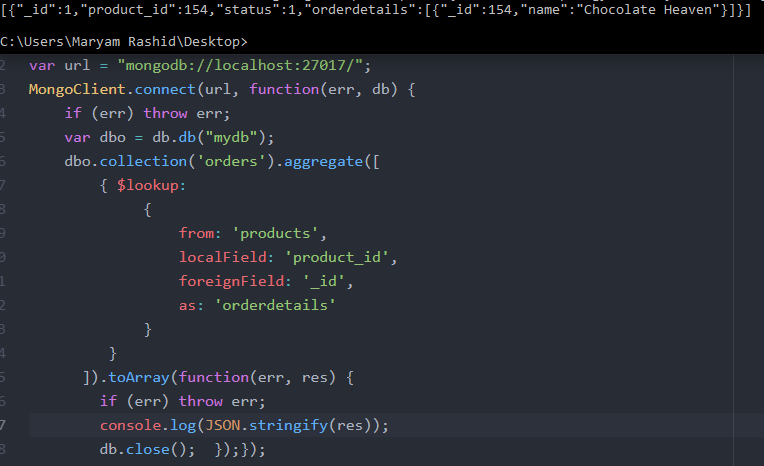 [{"_id":1,"product_id":154,"status":1,"orderdetails":[{"_id":154,"name":"Chocolate Heaven"}]}]
C:\Users\Maryam Rashid\Desktop>
2 var url = "mongodb://localhost:27017/";
3 MongoClient.connect(url, function(err, db) {
4 if (err) throw err;
5 var dbo = db.db("mydb");
6 dbo.collection('orders').aggregate([
7 { $lookup:
8 {
9 from: 'products',
0 localField: 'product_id',
1 foreignField: '_id',
2 as: 'orderdetails'
3 }
4 }
5 ]).toArray(function(err, res) {
6 if (err) throw err;
7 console.log(JSON.stringify(res));
8 db.close();  });});